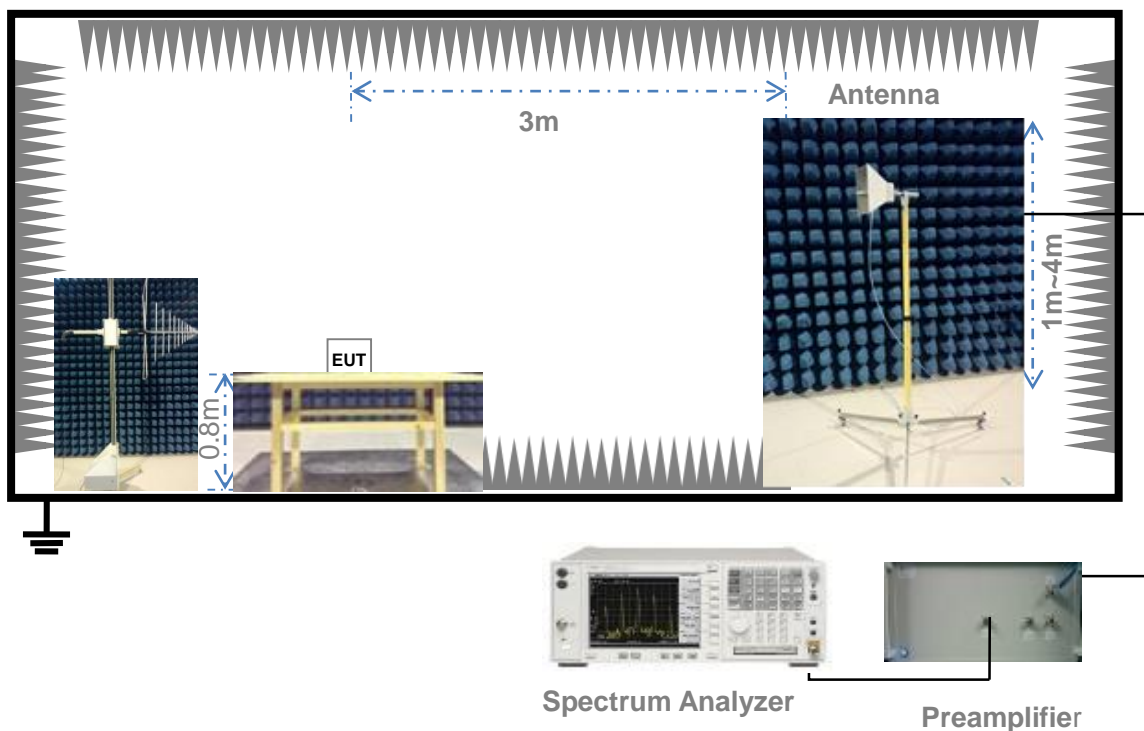 Antenna
3m
1m~4m
EUT
0.8m
Spectrum Analyzer
Preamplifier